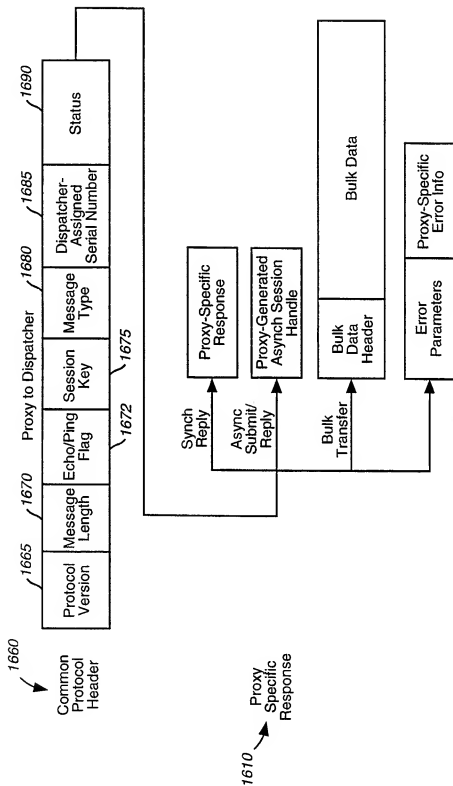 1660
Common
Protocol
Header
Proxy to Dispatcher
1665
1670
1672
1675
1680
1685
1690
Protocol
Version
Message
Length
Echo/Ping
Flag
Session
Key
Message
Type
Dispatcher-
Assigned
Serial Number
Status
1610
Proxy
Specific
Response
Synch
Reply
Proxy-Specific
Response
Async
Submit/
Reply
Proxy-Generated
Asynch Session
Handle
Bulk
Transfer
Bulk
Data
Header
Bulk Data
Error
Parameters
Proxy-Specific
Error Info